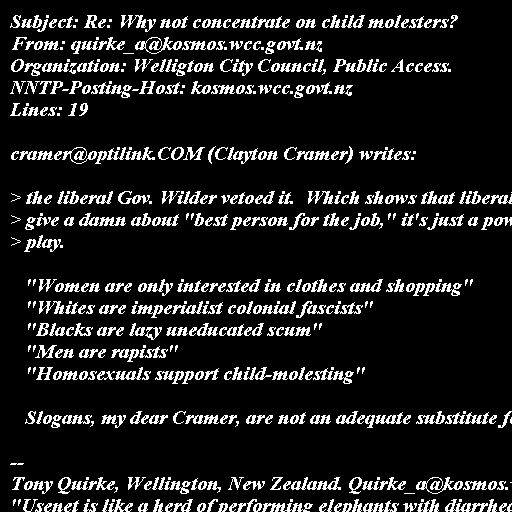 Subject: Re: Why not concentrate on child molesters?
From: quirke_a@kosmos.wcc.govt.nz
Organization: Welligton City Council, Public Access.
NNTP-Posting-Host: kosmos.wcc.govt.nz
Lines: 19
cramer@optilink.COM (Clayton Cramer) writes:
> the liberal Gov. Wilder vetoed it.  Which shows that
> give a damn about "best person for the job," it's just a
> play.
"Women are only interested in clothes and shopping"
"Whites are imperialist colonial fascists"
"Blacks are lazy uneducated scum"
"Men are rapists"
"Homosexuals support child-molesting"
Slogans, my dear Cramer, are not an adequate substitute
--
Tony Quirke, Wellington, New Zealand. Quirke_a@kosmos.
"Usenet is like a herd of performing elephants with